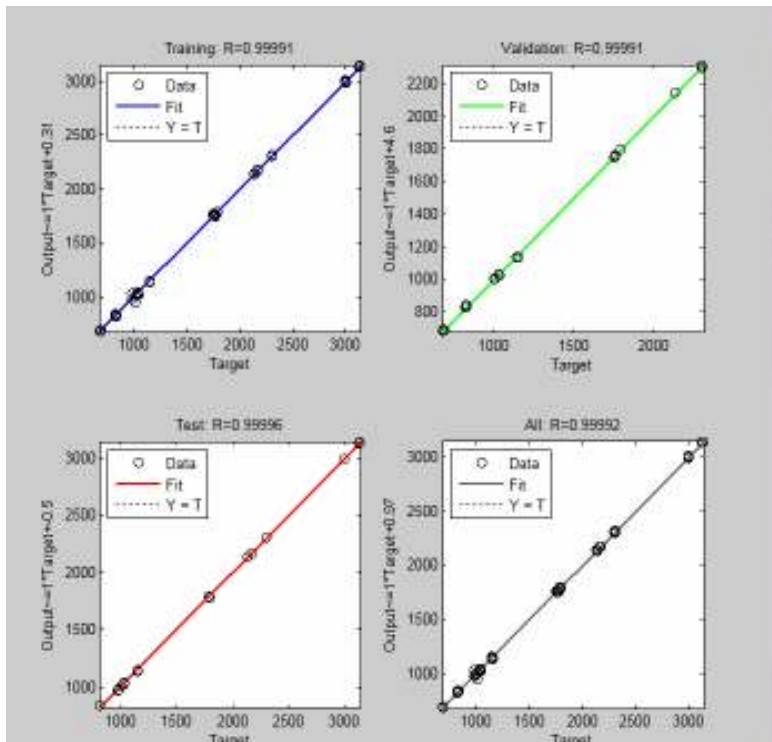 Training: R=0.99991
Output~=1*Target+0.31
3000
2500
2000
1500
1000
Data
Fit
Y = T
1000 1500 2000 2500 3000
Target
Validation: R=0.99991
Output~=1*Target+4.6
2200
2000
1800
1600
1400
1200
1000
800
Data
Fit
Y = T
1000 2000
Target
Test: R=0.99996
Output~=1*Target+-0.5
3000
2500
2000
1500
1000
Data
Fit
Y = T
1000 1500 2000 2500 3000
Target
All: R=0.99992
Output~=1*Target+0.97
3000
2500
2000
1500
1000
Data
Fit
Y = T
1000 1500 2000 2500 3000
Target